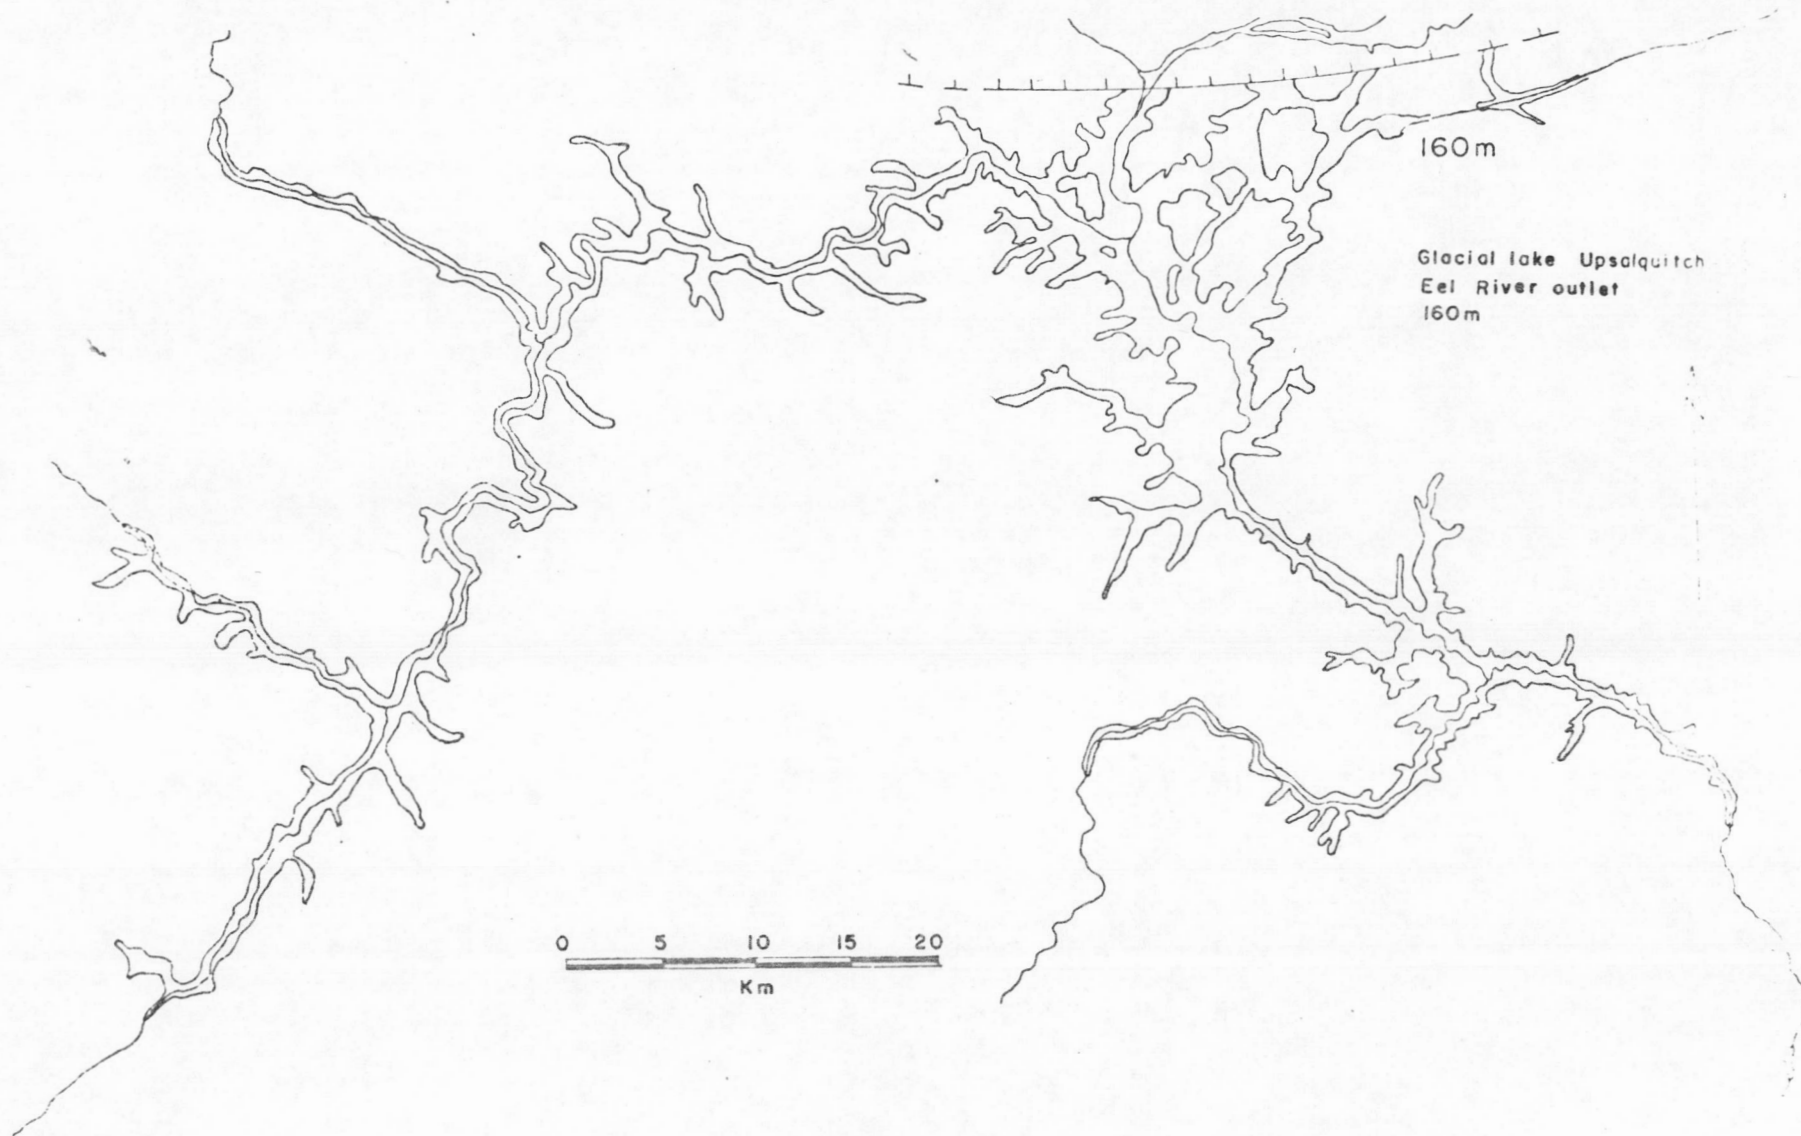 160m
Glacial lake Upsalquitch
Eel River outlet
160m
0 5 10 15 20
Km